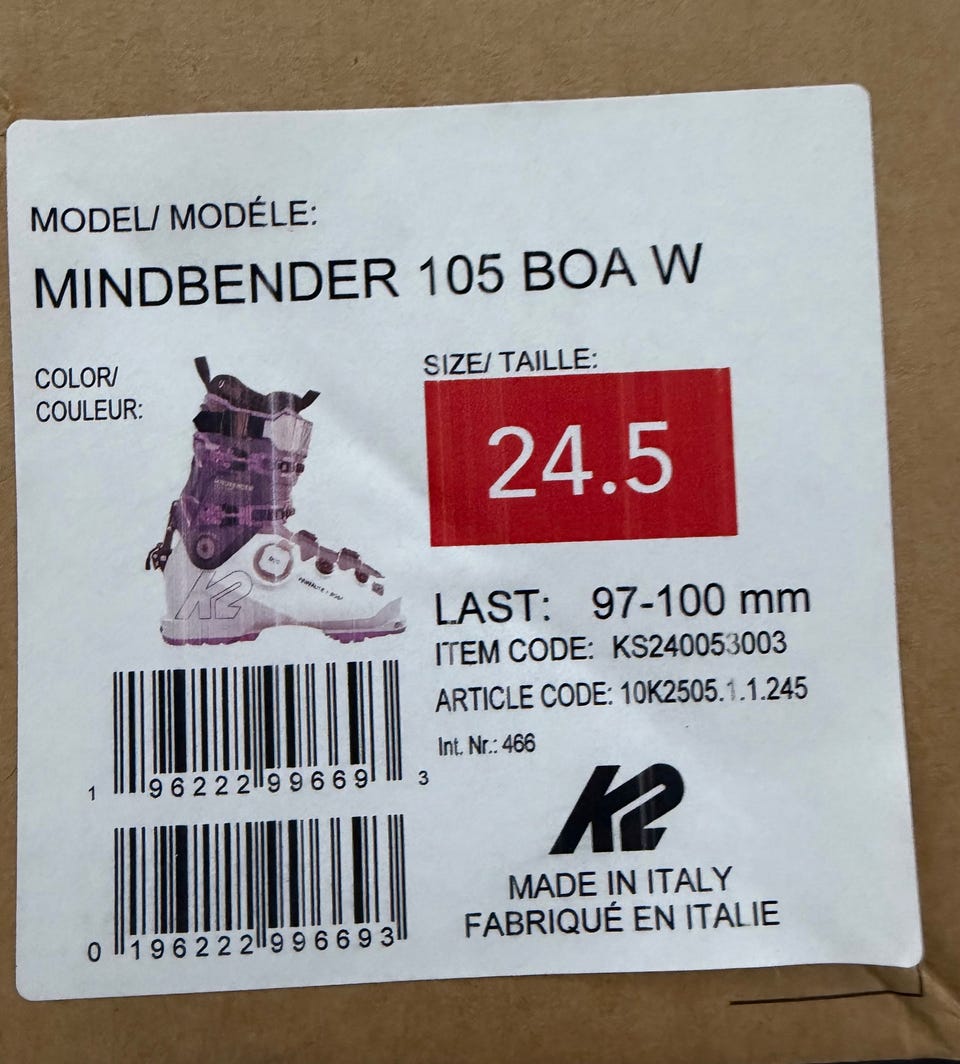 MODEL/ MODÉLE:
MINDBENDER 105 BOA W
COLOR/
COULEUR:
SIZE/ TAILLE:
24.5
K2
LAST: 97-100 mm
ITEM CODE: KS240053003
ARTICLE CODE: 10K2505.1.1.245
Int. Nr.: 466
1 96222 99669 3
0 196222 996693
K2
MADE IN ITALY
FABRIQUÉ EN ITALIE